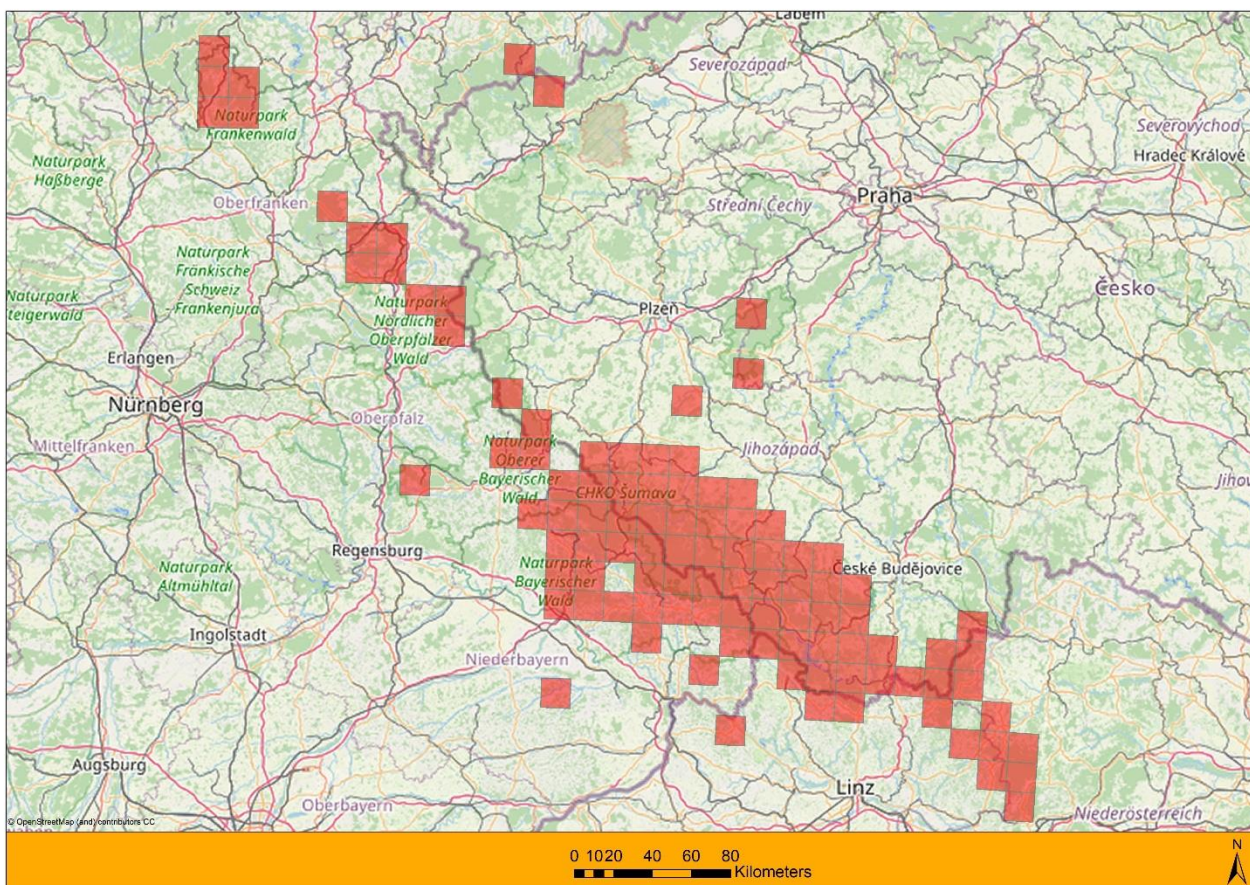 Labem
Severozápad
Naturpark
Frankenwald
Severovýchod
Hradec Králové
Naturpark
Haßberge
Oberfranken
Praha
Střední Čechy
Naturpark
Fränkische
Schweiz
- Frankenjura
Naturpark
teigerwald
Česko
Naturpark
Nördlicher
Oberpfälzer
Wald
Plzeň
Erlangen
Nürnberg
Oberpfalz
Mittelfranken
Jihozápad
Naturpark
Oberer
Bayerischer
Wald
CHKO Šumava
Jihov
Regensburg
Naturpark
Altmühltal
Naturpark
Bayerischer
Wald
České Budějovice
Ingolstadt
Niederbayern
Augsburg
Linz
Oberbayern
Niederösterreich
© OpenStreetMap (and) contributors CC
N
0 10 20 40 60 80
Kilometers